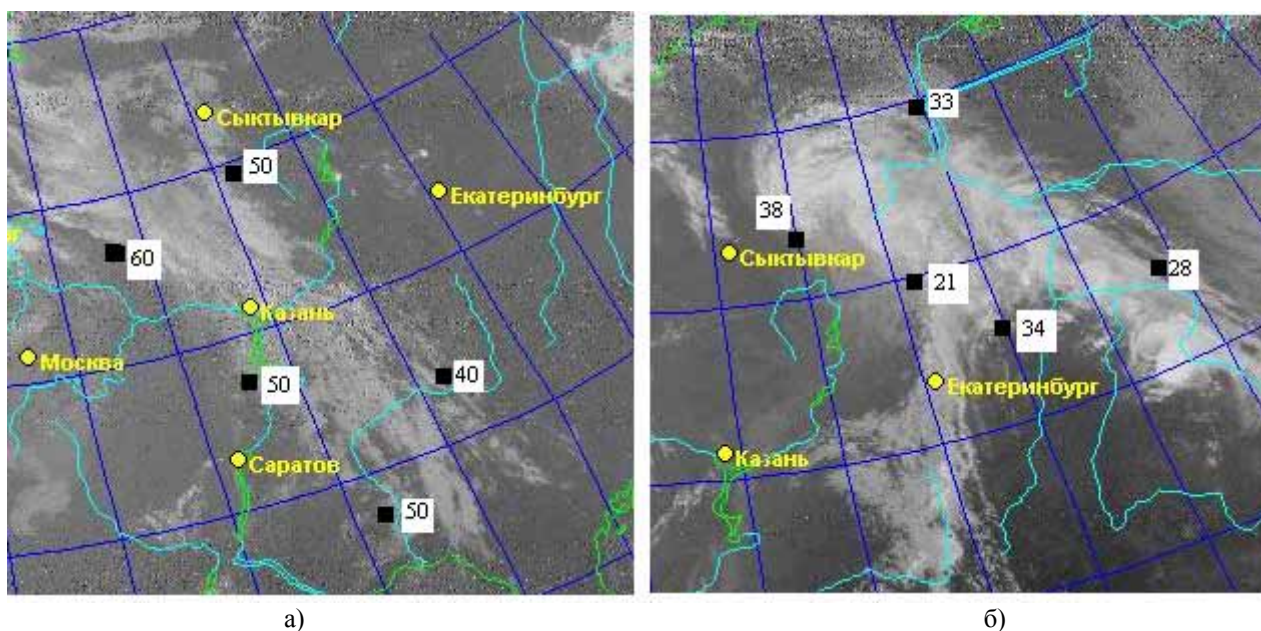 Сыктывкар
50
Екатеринбург
60
Казань
Москва
50
40
Саратов
50
33
38
Сыктывкар
21
28
34
Екатеринбург
Казань
а)
б)